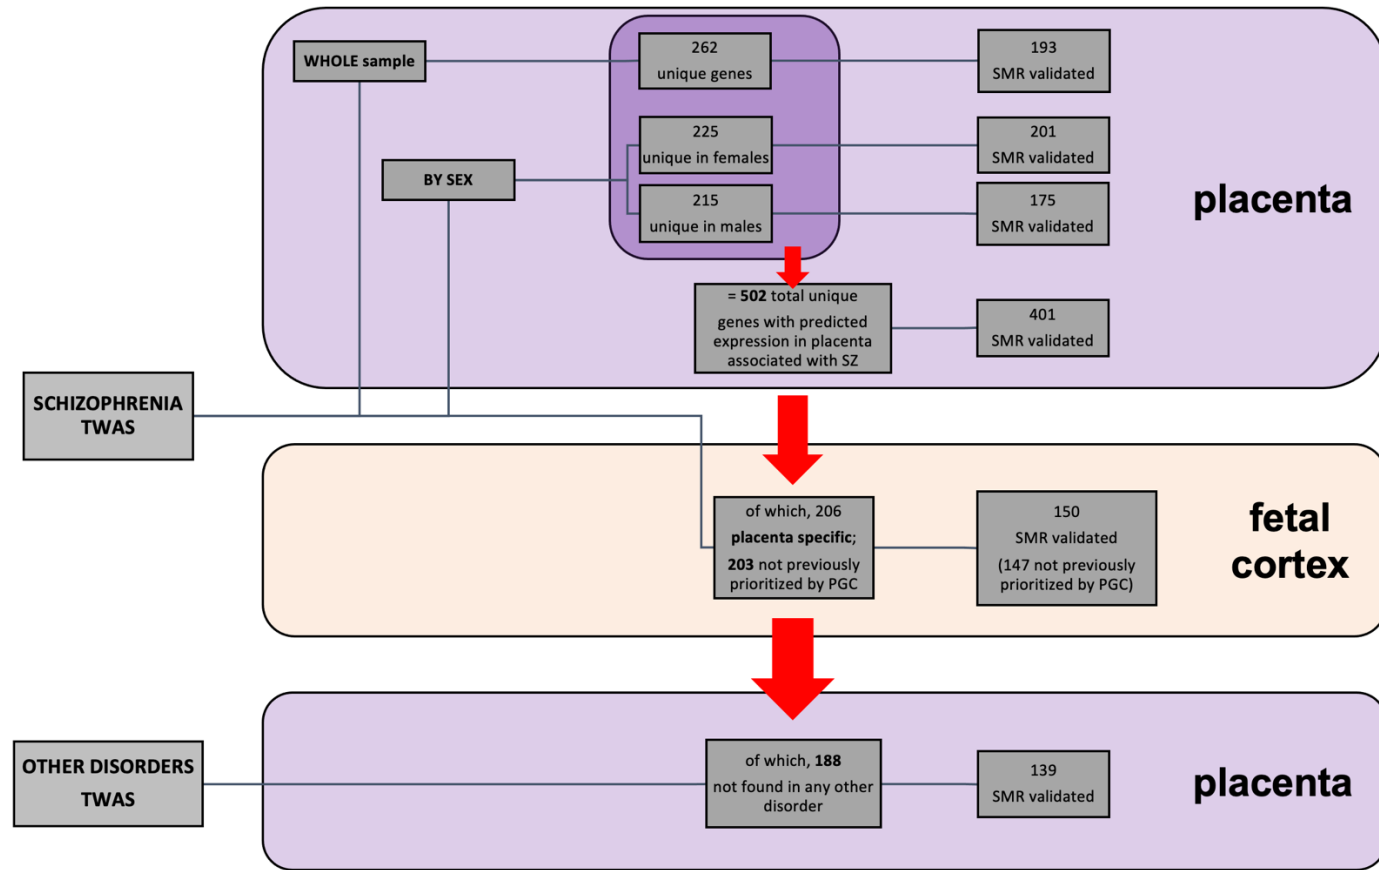 WHOLE sample
262
unique genes
193
SMR validated
BY SEX
225
unique in females
201
SMR validated
215
unique in males
175
SMR validated
placenta
= 502 total unique
genes with predicted
expression in placenta
associated with SZ
401
SMR validated
SCHIZOPHRENIA
TWAS
of which, 206
placenta specific;
203 not previously
prioritized by PGC
150
SMR validated
(147 not previously
prioritized by PGC)
fetal
cortex
OTHER DISORDERS
TWAS
of which, 188
not found in any other
disorder
139
SMR validated
placenta